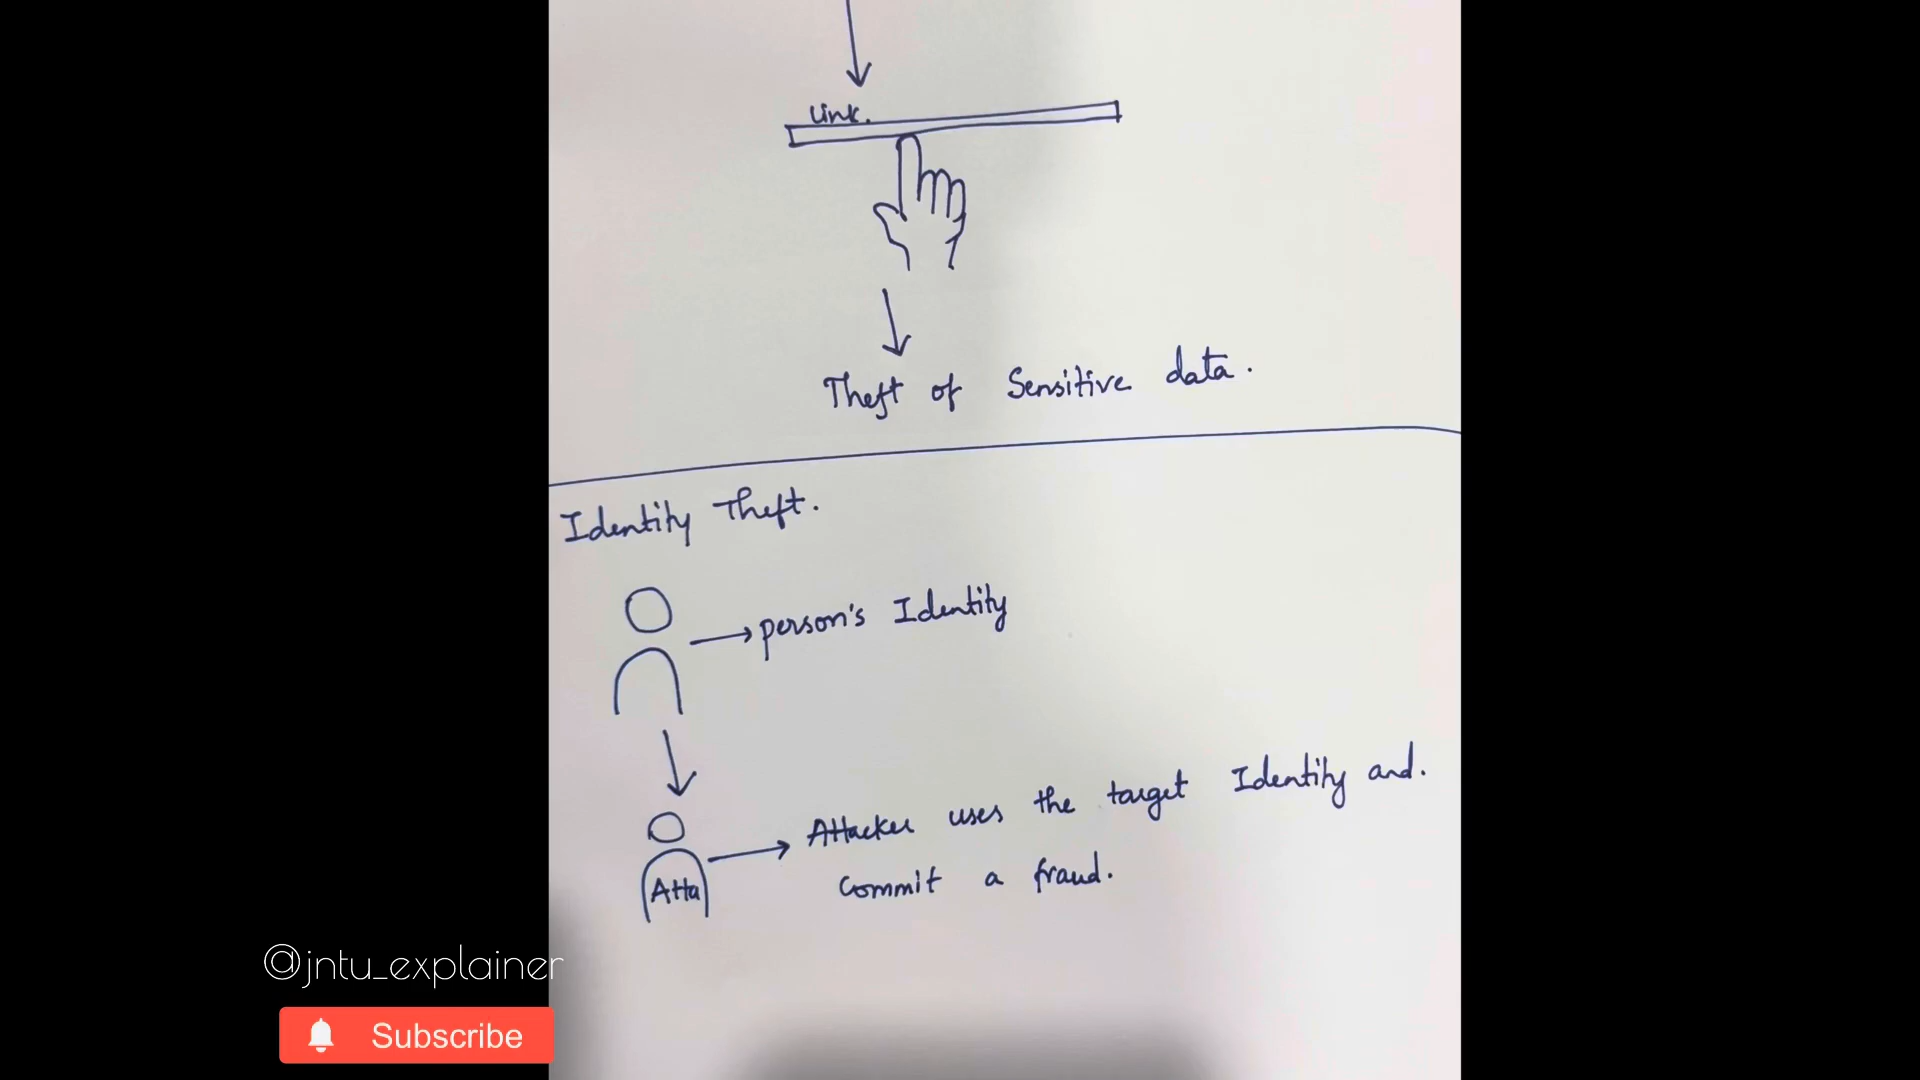 Link.
Theft of Sensitive data.
Identity Theft.
person's Identity
Attacker uses the target Identity and.
Commit a fraud.
Atta
@jntu_explainer
Subscribe